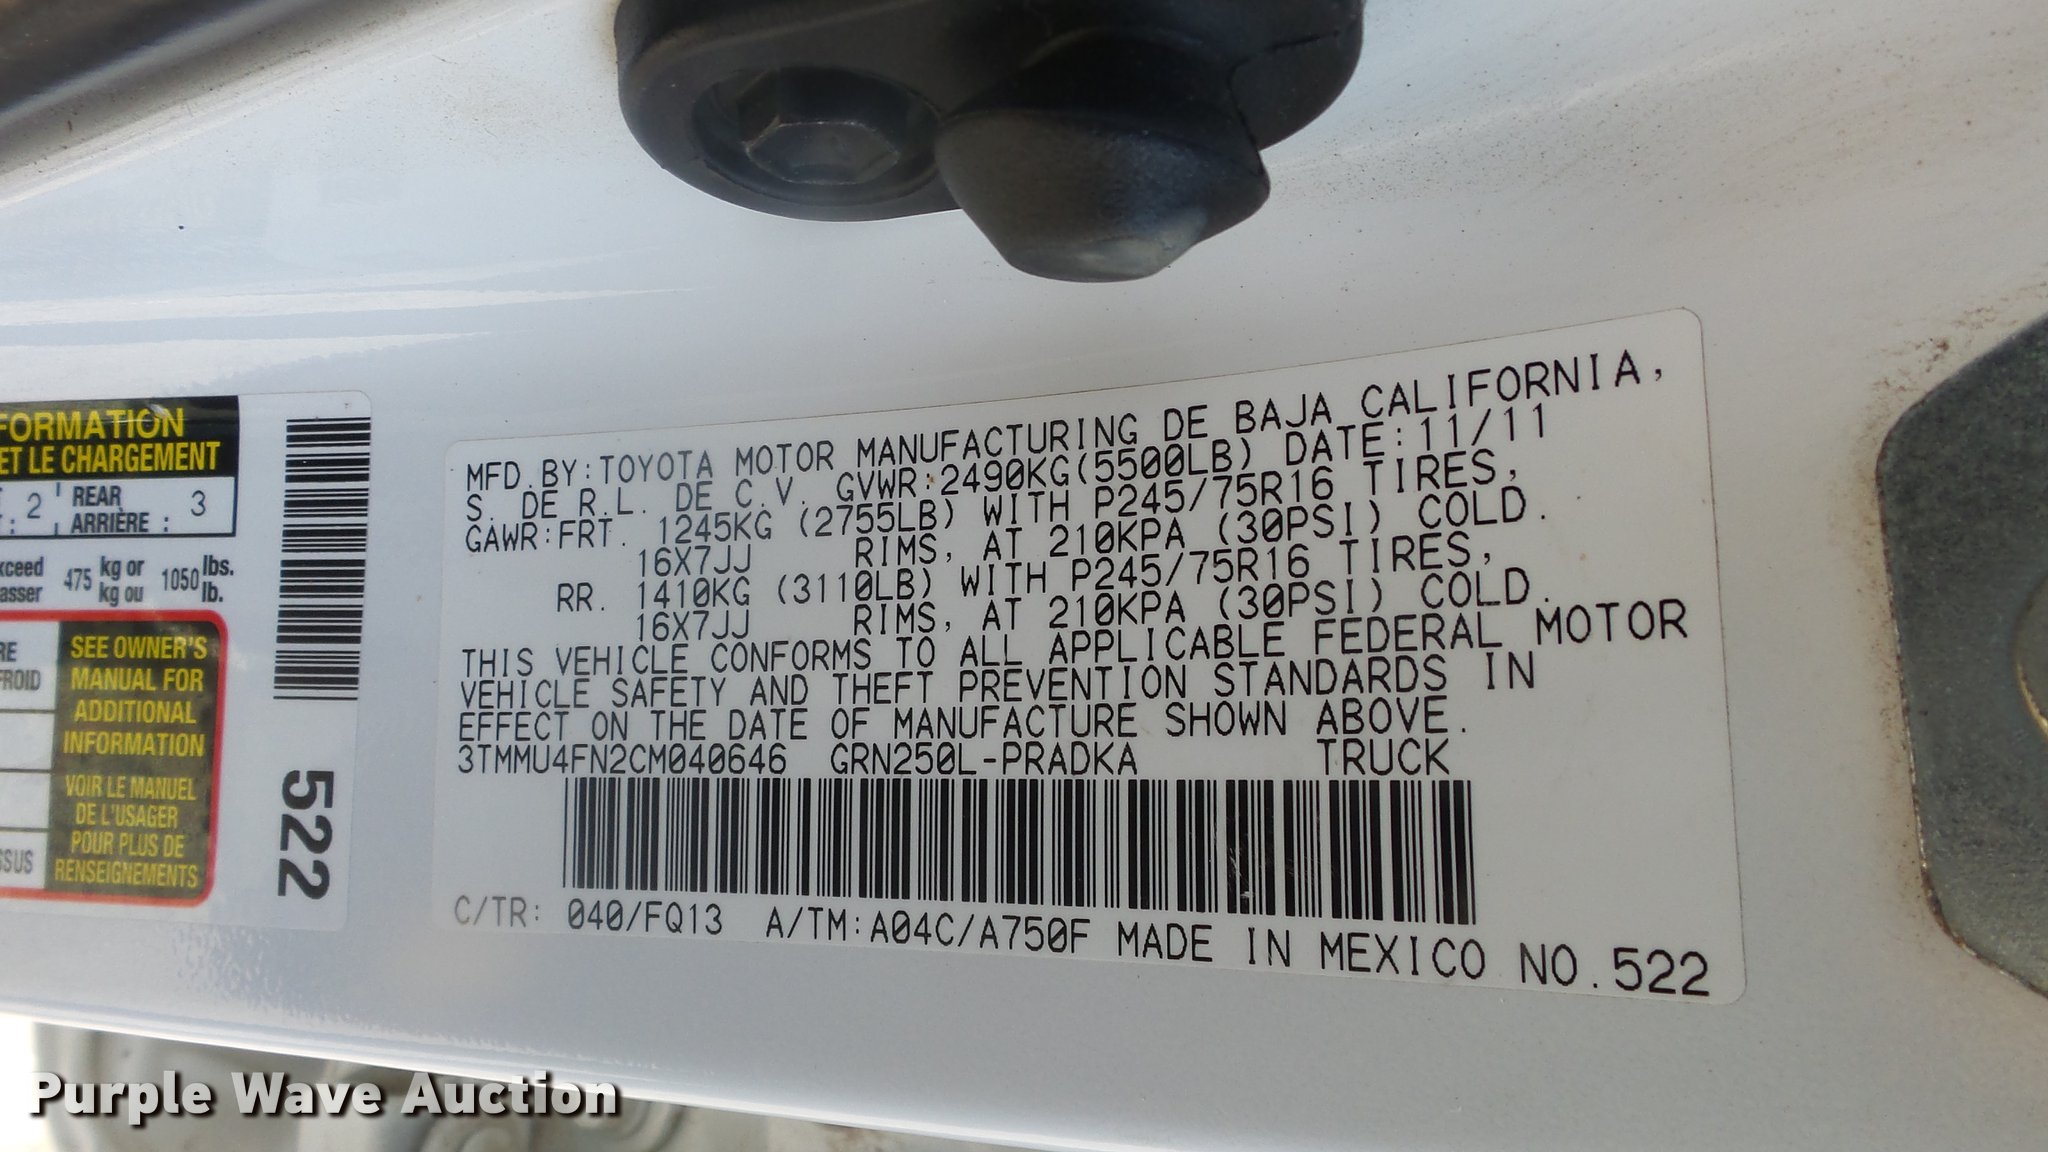 FORMATION
ET LE CHARGEMENT
: 2 REAR ARRIÈRE : 3
475 kg or kg ou 1050 lbs. lb.
SEE OWNER'S
MANUAL FOR
ADDITIONAL
INFORMATION
VOIR LE MANUEL
DE L'USAGER
POUR PLUS DE
RENSEIGNEMENTS
522
MFD.BY:TOYOTA MOTOR MANUFACTURING DE BAJA CALIFORNIA,
S. DE R.L. DE C.V. GVWR:2490KG(5500LB) DATE:11/11
GAWR:FRT. 1245KG (2755LB) WITH P245/75R16 TIRES,
16X7JJ RIMS, AT 210KPA (30PSI) COLD.
RR. 1410KG (3110LB) WITH P245/75R16 TIRES,
16X7JJ RIMS, AT 210KPA (30PSI) COLD.
THIS VEHICLE CONFORMS TO ALL APPLICABLE FEDERAL MOTOR
VEHICLE SAFETY AND THEFT PREVENTION STANDARDS IN
EFFECT ON THE DATE OF MANUFACTURE SHOWN ABOVE.
3TMMU4FN2CM040646 GRN250L-PRADKA TRUCK
C/TR: 040/FQ13 A/TM:A04C/A750F MADE IN MEXICO NO.522
Purple Wave Auction